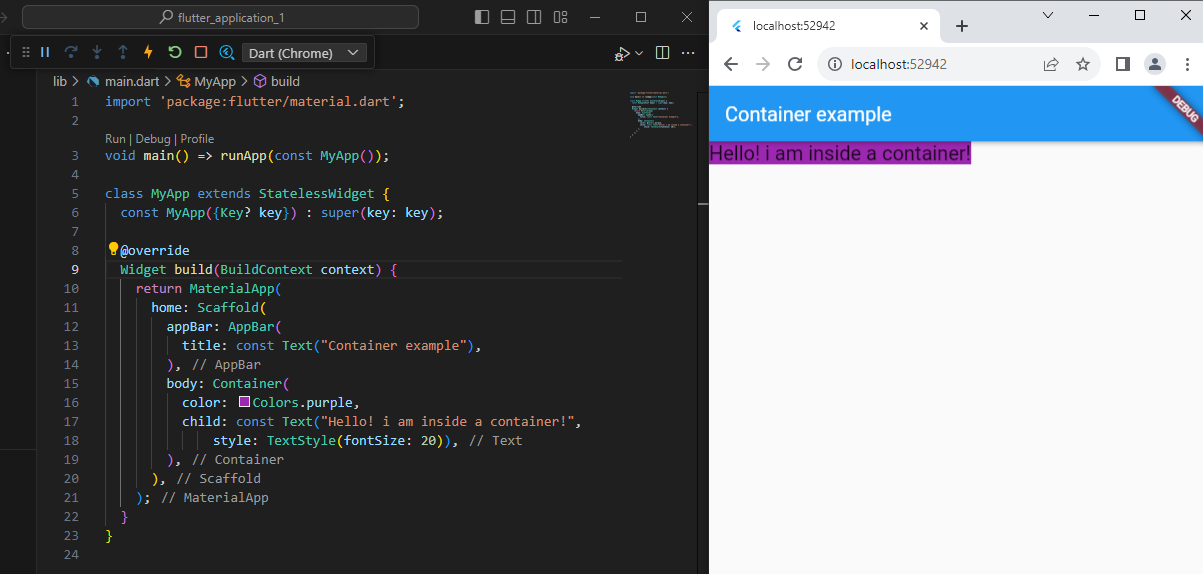 flutter_application_1
Dart (Chrome)
lib > main.dart > MyApp > build
1 import 'package:flutter/material.dart';
2
Run | Debug | Profile
3 void main() => runApp(const MyApp());
4
5 class MyApp extends StatelessWidget {
6 const MyApp({Key? key}) : super(key: key);
7
8 @override
9 Widget build(BuildContext context) {
10 return MaterialApp(
11 home: Scaffold(
12 appBar: AppBar(
13 title: const Text("Container example"),
14 ), // AppBar
15 body: Container(
16 color: Colors.purple,
17 child: const Text("Hello! i am inside a container!",
18 style: TextStyle(fontSize: 20)), // Text
19 ), // Container
20 ), // Scaffold
21 ); // MaterialApp
22 }
23 }
24
localhost:52942
localhost:52942
Container example
DEBUG
Hello! i am inside a container!